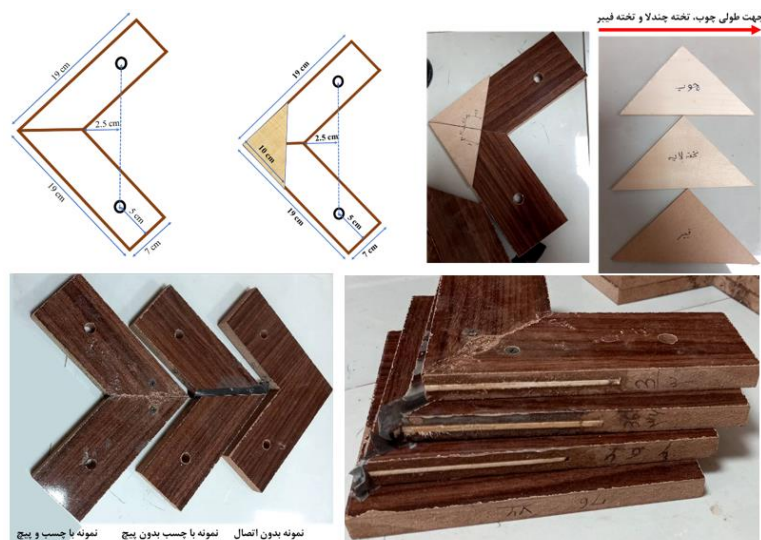 جهت طولی چوب، تخته چندلا و تخته فیبر
19 cm
2.5 cm
19 cm
5 cm
7 cm
19 cm
2.5 cm
10 cm
19 cm
5 cm
7 cm
چوب
تخته لایه
فیبر
3
36
نمونه با چسب و پیچ
نمونه با چسب بدون پیچ
نمونه بدون اتصال